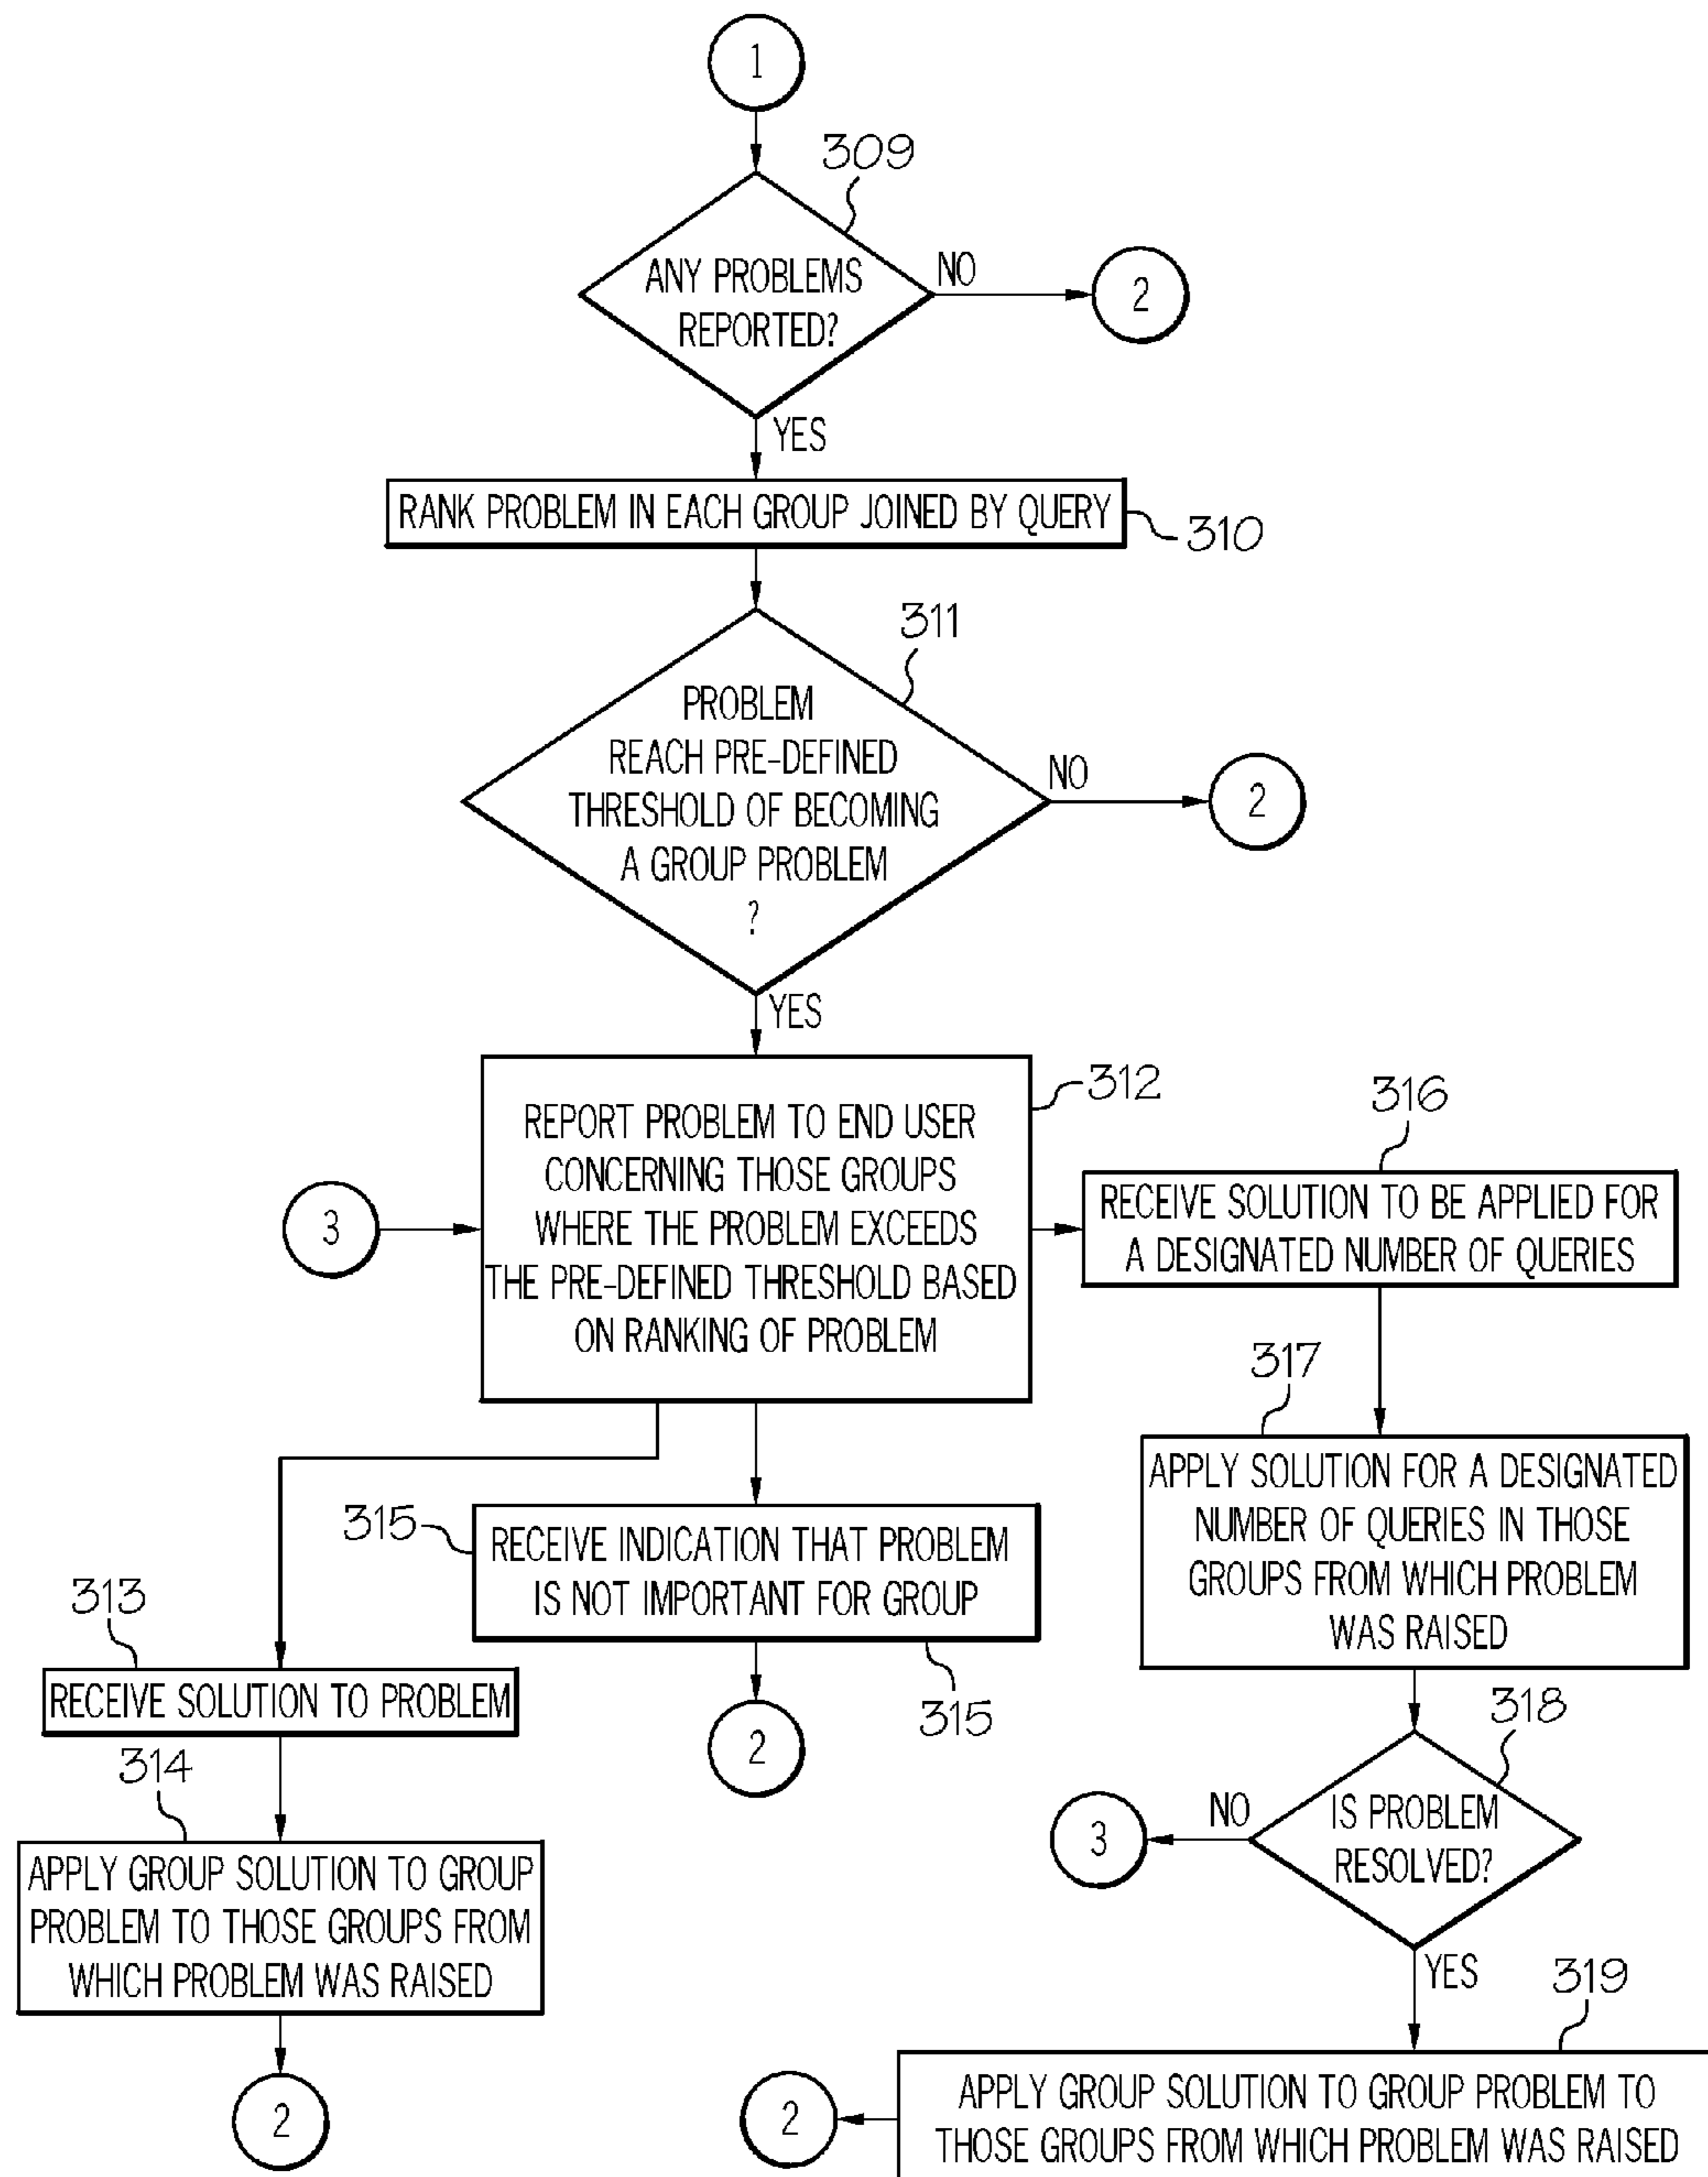 1
309
ANY PROBLEMS
REPORTED?
NO
2
YES
RANK PROBLEM IN EACH GROUP JOINED BY QUERY
310
311
PROBLEM
REACH PRE-DEFINED
THRESHOLD OF BECOMING
A GROUP PROBLEM
?
NO
2
YES
312
REPORT PROBLEM TO END USER
CONCERNING THOSE GROUPS
WHERE THE PROBLEM EXCEEDS
THE PRE-DEFINED THRESHOLD BASED
ON RANKING OF PROBLEM
3
316
RECEIVE SOLUTION TO BE APPLIED FOR
A DESIGNATED NUMBER OF QUERIES
317
APPLY SOLUTION FOR A DESIGNATED
NUMBER OF QUERIES IN THOSE
GROUPS FROM WHICH PROBLEM
WAS RAISED
315
RECEIVE INDICATION THAT PROBLEM
IS NOT IMPORTANT FOR GROUP
315
2
313
RECEIVE SOLUTION TO PROBLEM
314
APPLY GROUP SOLUTION TO GROUP
PROBLEM TO THOSE GROUPS FROM
WHICH PROBLEM WAS RAISED
2
318
IS PROBLEM
RESOLVED?
NO
3
YES
319
APPLY GROUP SOLUTION TO GROUP PROBLEM TO
THOSE GROUPS FROM WHICH PROBLEM WAS RAISED
2